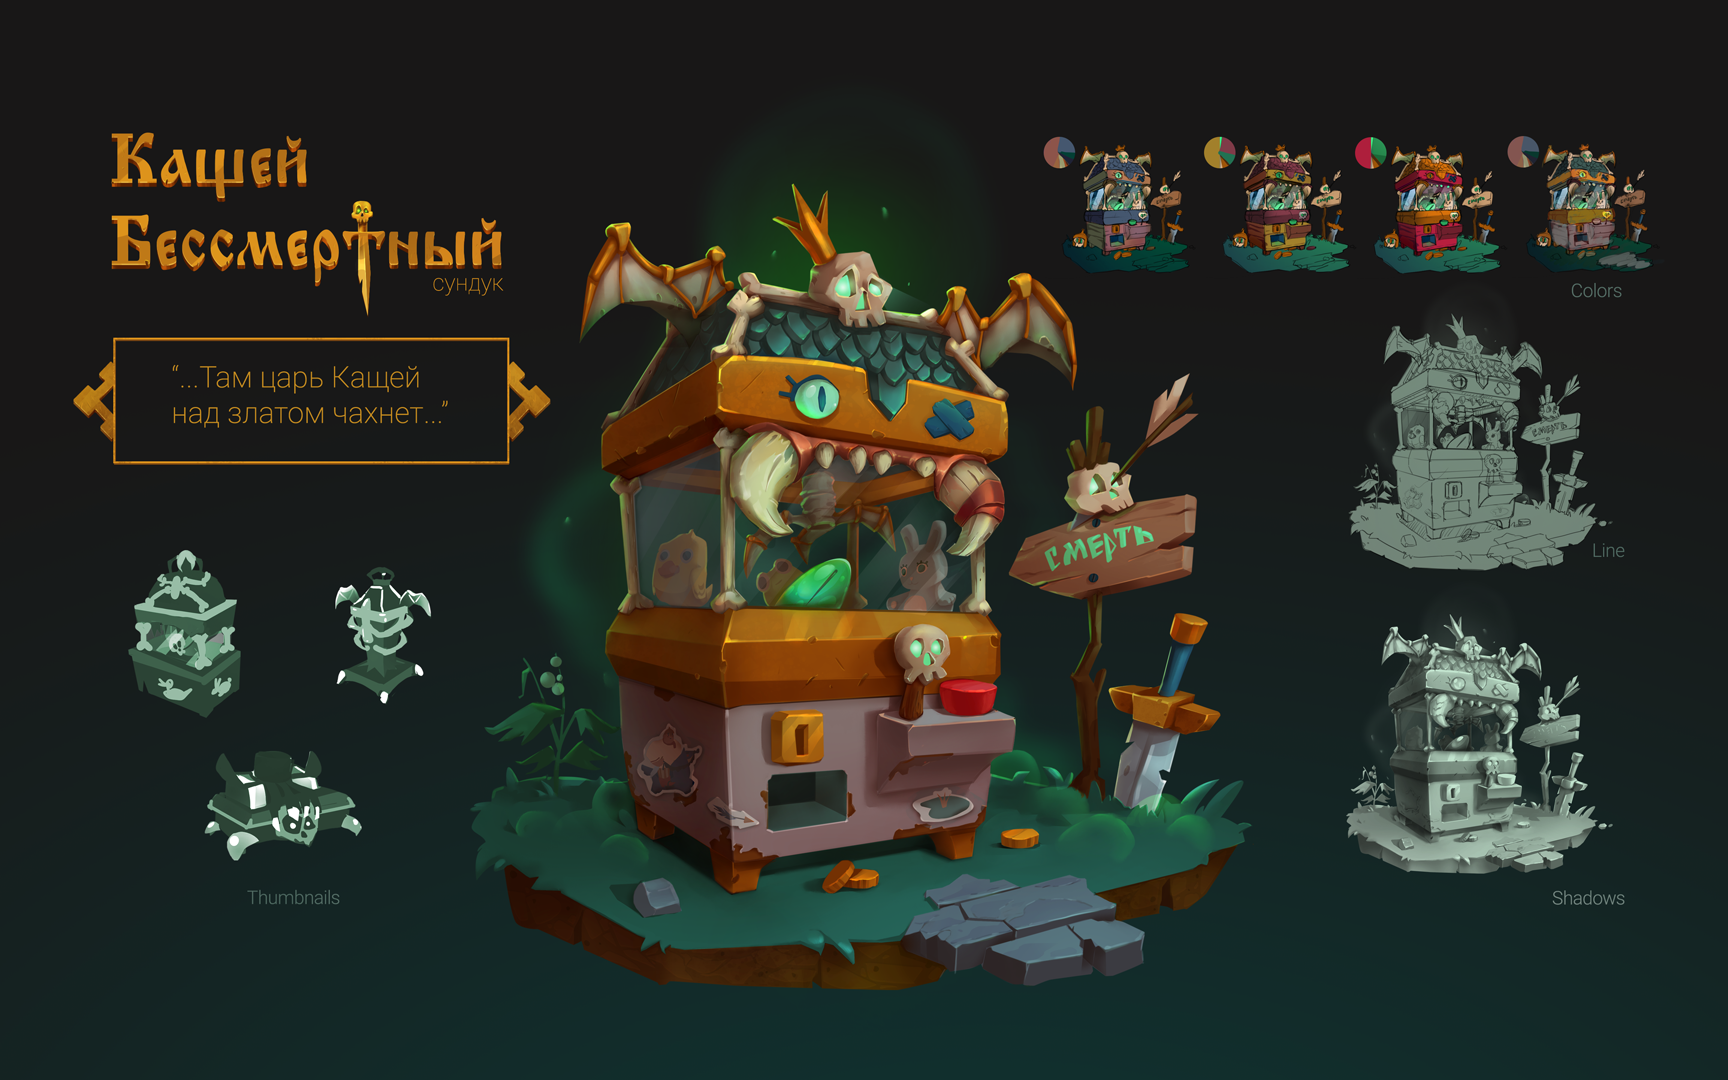 Кащей
Бессмертный
сундук
“...Там царь Кащей
над златом чахнет...”
Thumbnails
СМЕРТЬ
Colors
Line
Shadows